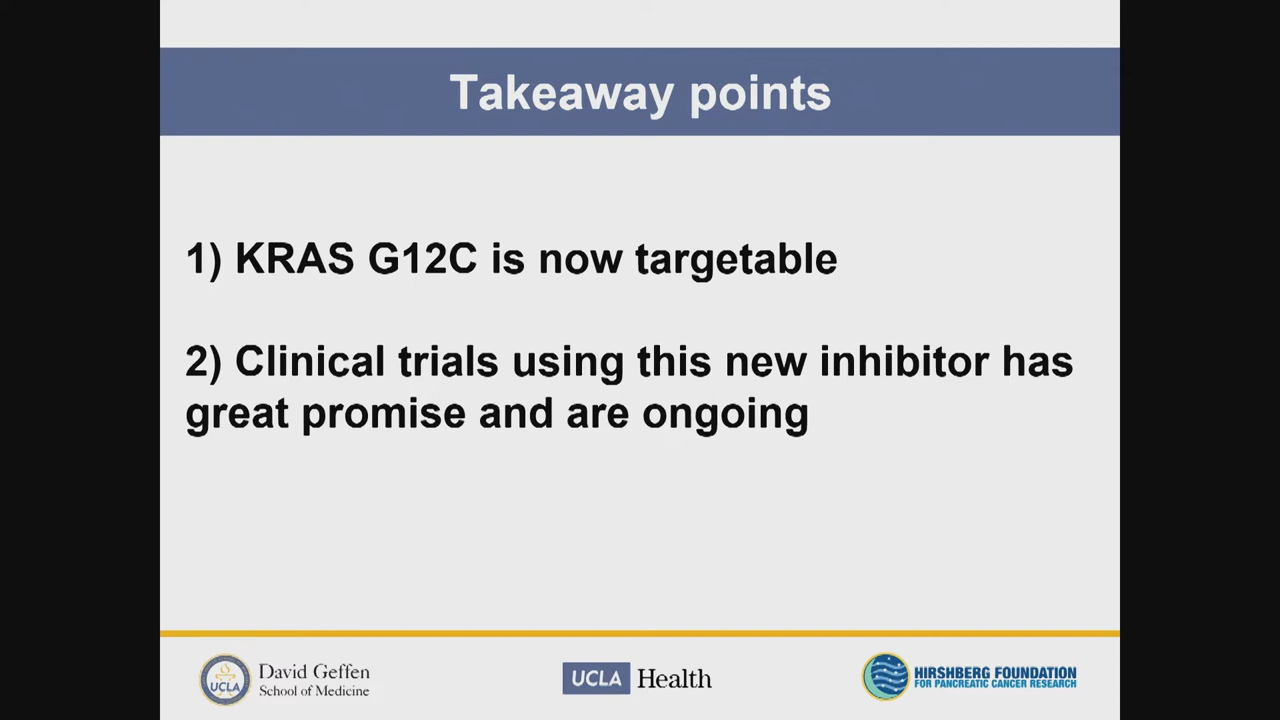 Takeaway points
1) KRAS G12C is now targetable
2) Clinical trials using this new inhibitor has
great promise and are ongoing
UCLA
David Geffen
School of Medicine
UCLA Health
HIRSHBERG FOUNDATION
FOR PANCREATIC CANCER RESEARCH